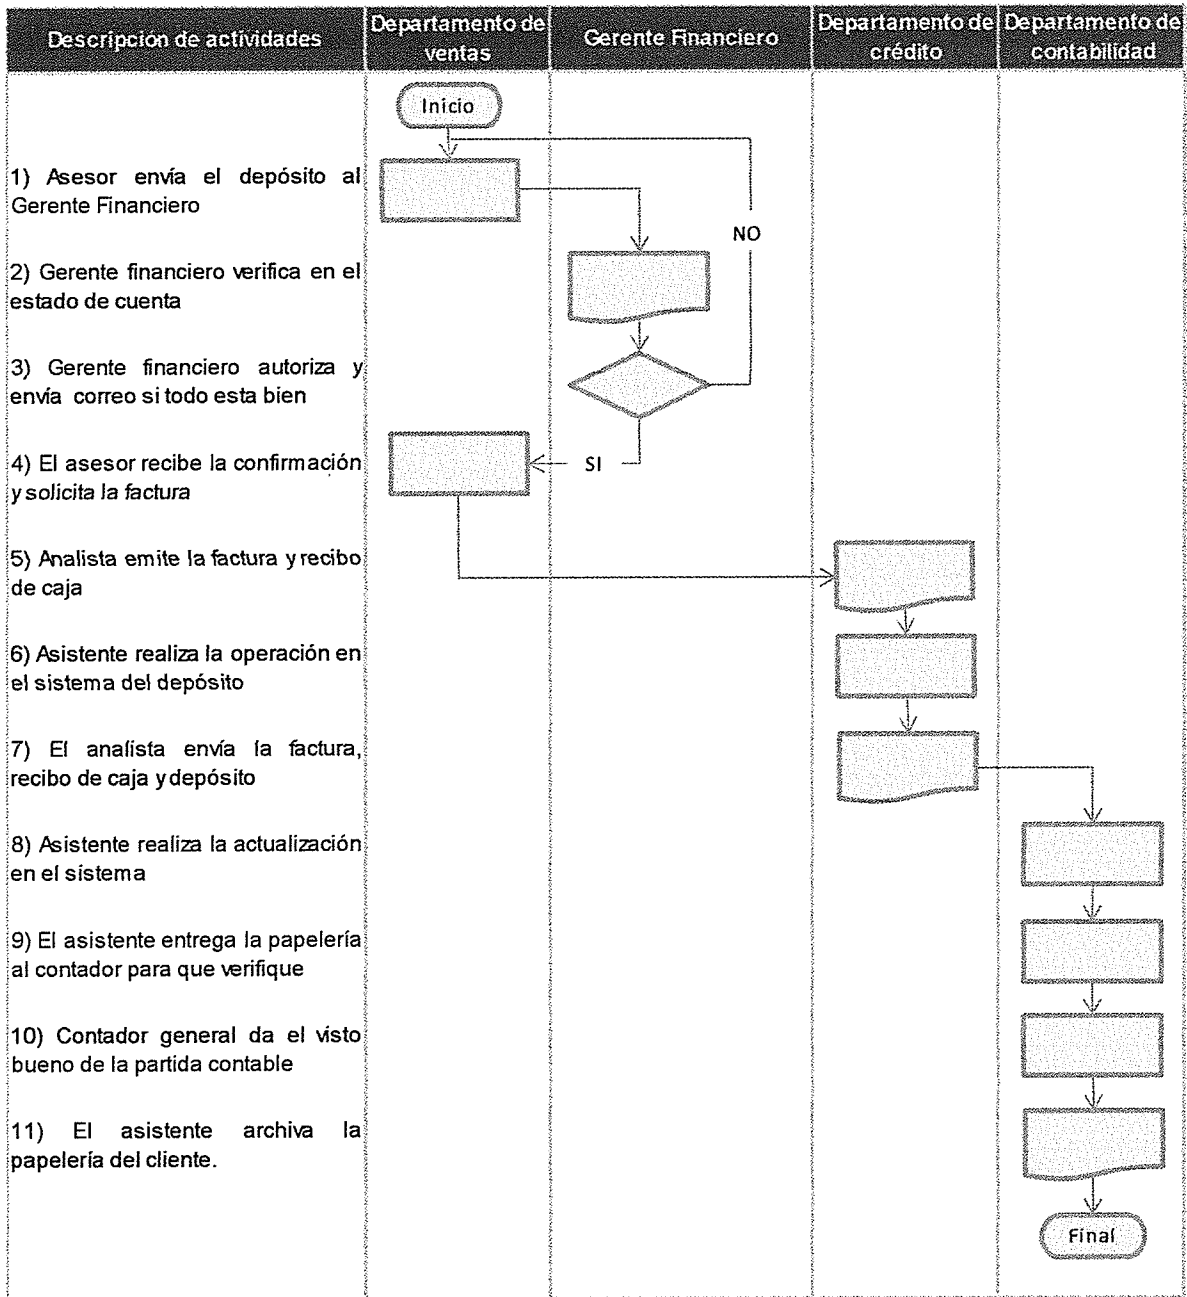 Descripción de actividades
Departamento de
ventas
Gerente Financiero
Departamento de
crédito
Departamento de
contabilidad
Inicio
1) Asesor envía el depósito al
Gerente Financiero
NO
2) Gerente financiero verifica en el
estado de cuenta
3) Gerente financiero autoriza y
envía correo si todo esta bien
4) El asesor recibe la confirmación
y solicita la factura
SI
5) Analista emite la factura y recibo
de caja
6) Asistente realiza la operación en
el sistema del depósito
7) El analista envía la factura,
recibo de caja y depósito
8) Asistente realiza la actualización
en el sistema
9) El asistente entrega la papelería
al contador para que verifique
10) Contador general da el visto
bueno de la partida contable
11) El asistente archiva la
papelería del cliente.
Final